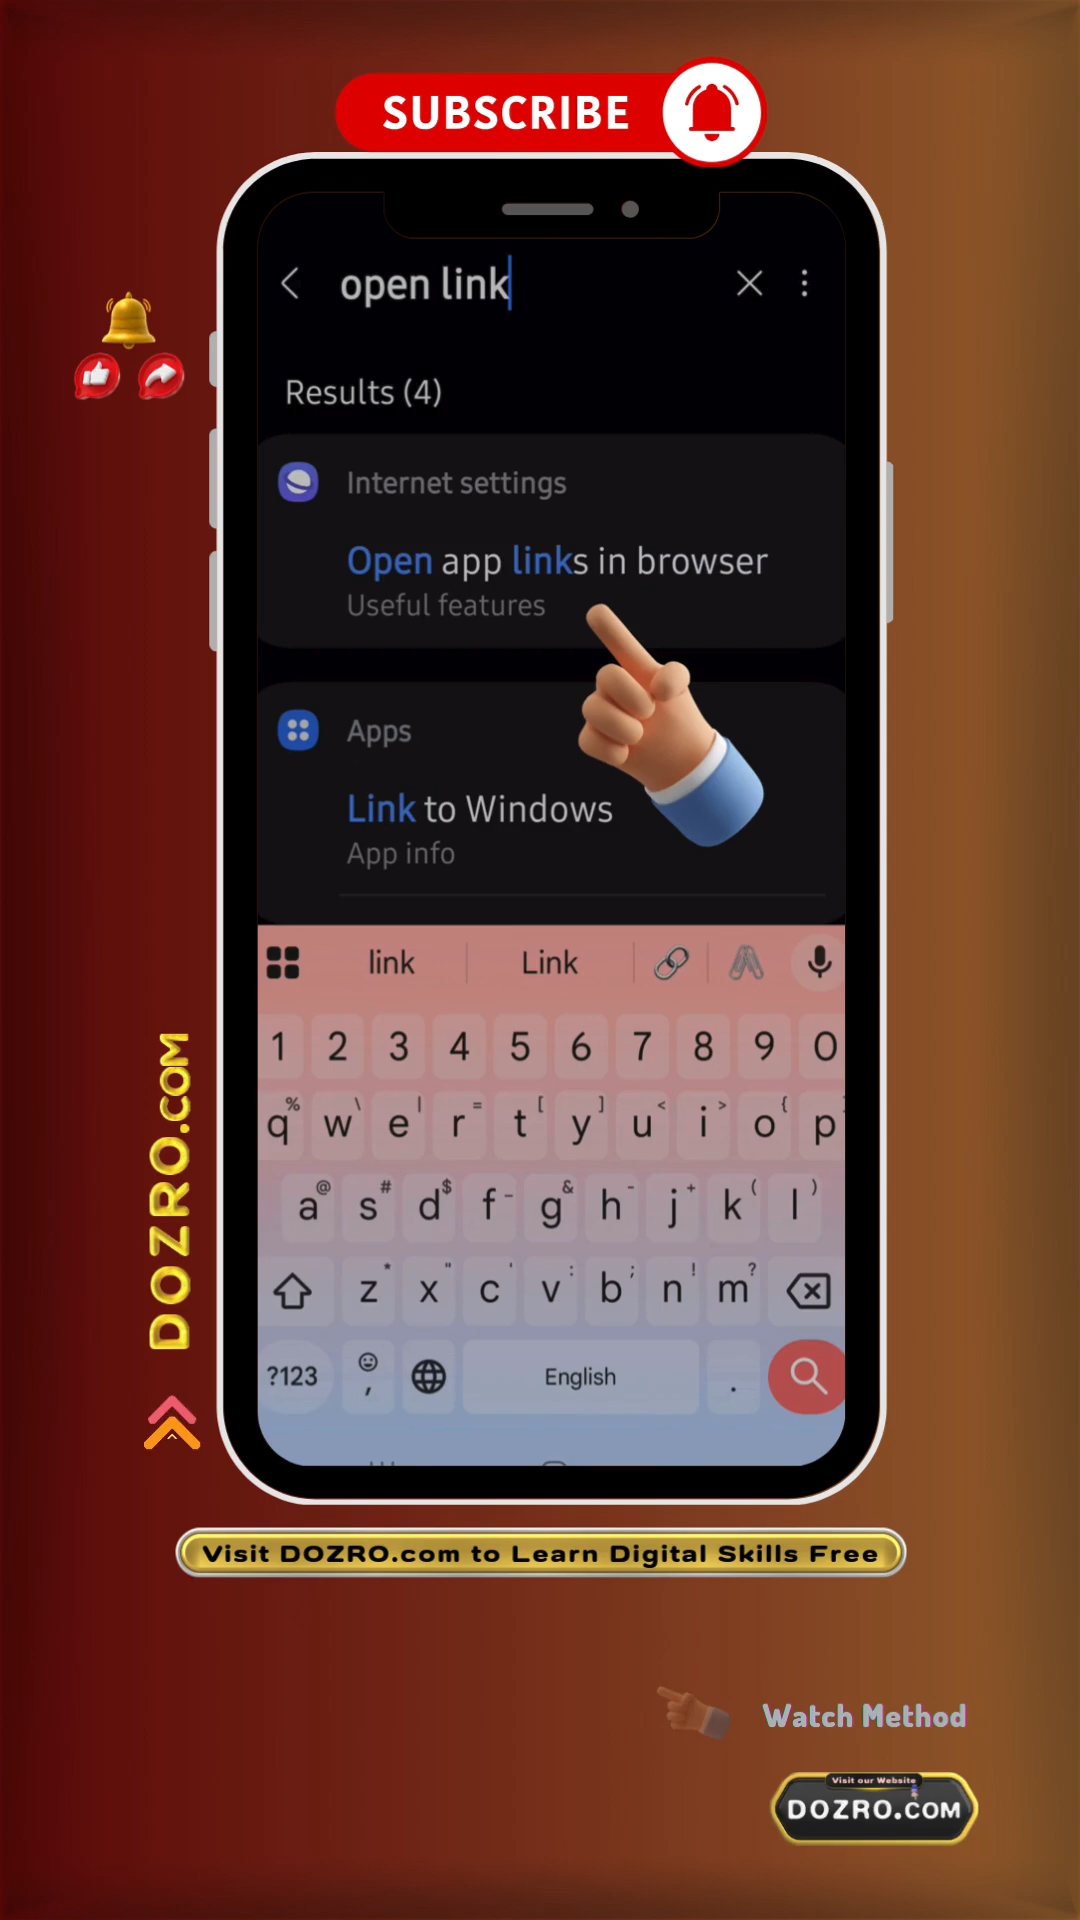 SUBSCRIBE
open link
Results (4)
Internet settings
Open app links in browser
Useful features
Apps
Link to Windows
App info
link Link
1 2 3 4 5 6 7 8 9 0
% \ | = [ ] < > {
q w e r t y u i o p
@ # $ - & - + ( )
a s d f g h j k l
* " ' : ; ! ?
z x c v b n m
?123 , English .
DOZRO.COM
Visit DOZRO.com to Learn Digital Skills Free
Watch Method
Visit our Website
DOZRO.COM